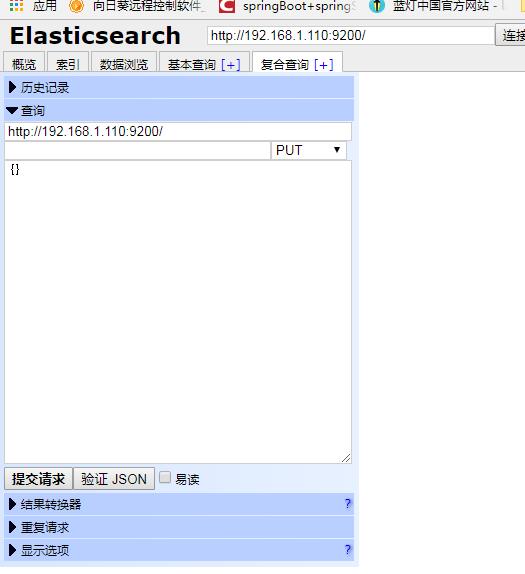 应用 向日葵远程控制软件_ springBoot+springS 蓝灯中国官方网站 -
Elasticsearch http://192.168.1.110:9200/ 连接
概览 索引 数据浏览 基本查询 [+] 复合查询 [+]
历史记录
查询
http://192.168.1.110:9200/
PUT
{}
提交请求 验证 JSON 易读
结果转换器 ?
重复请求
显示选项 ?